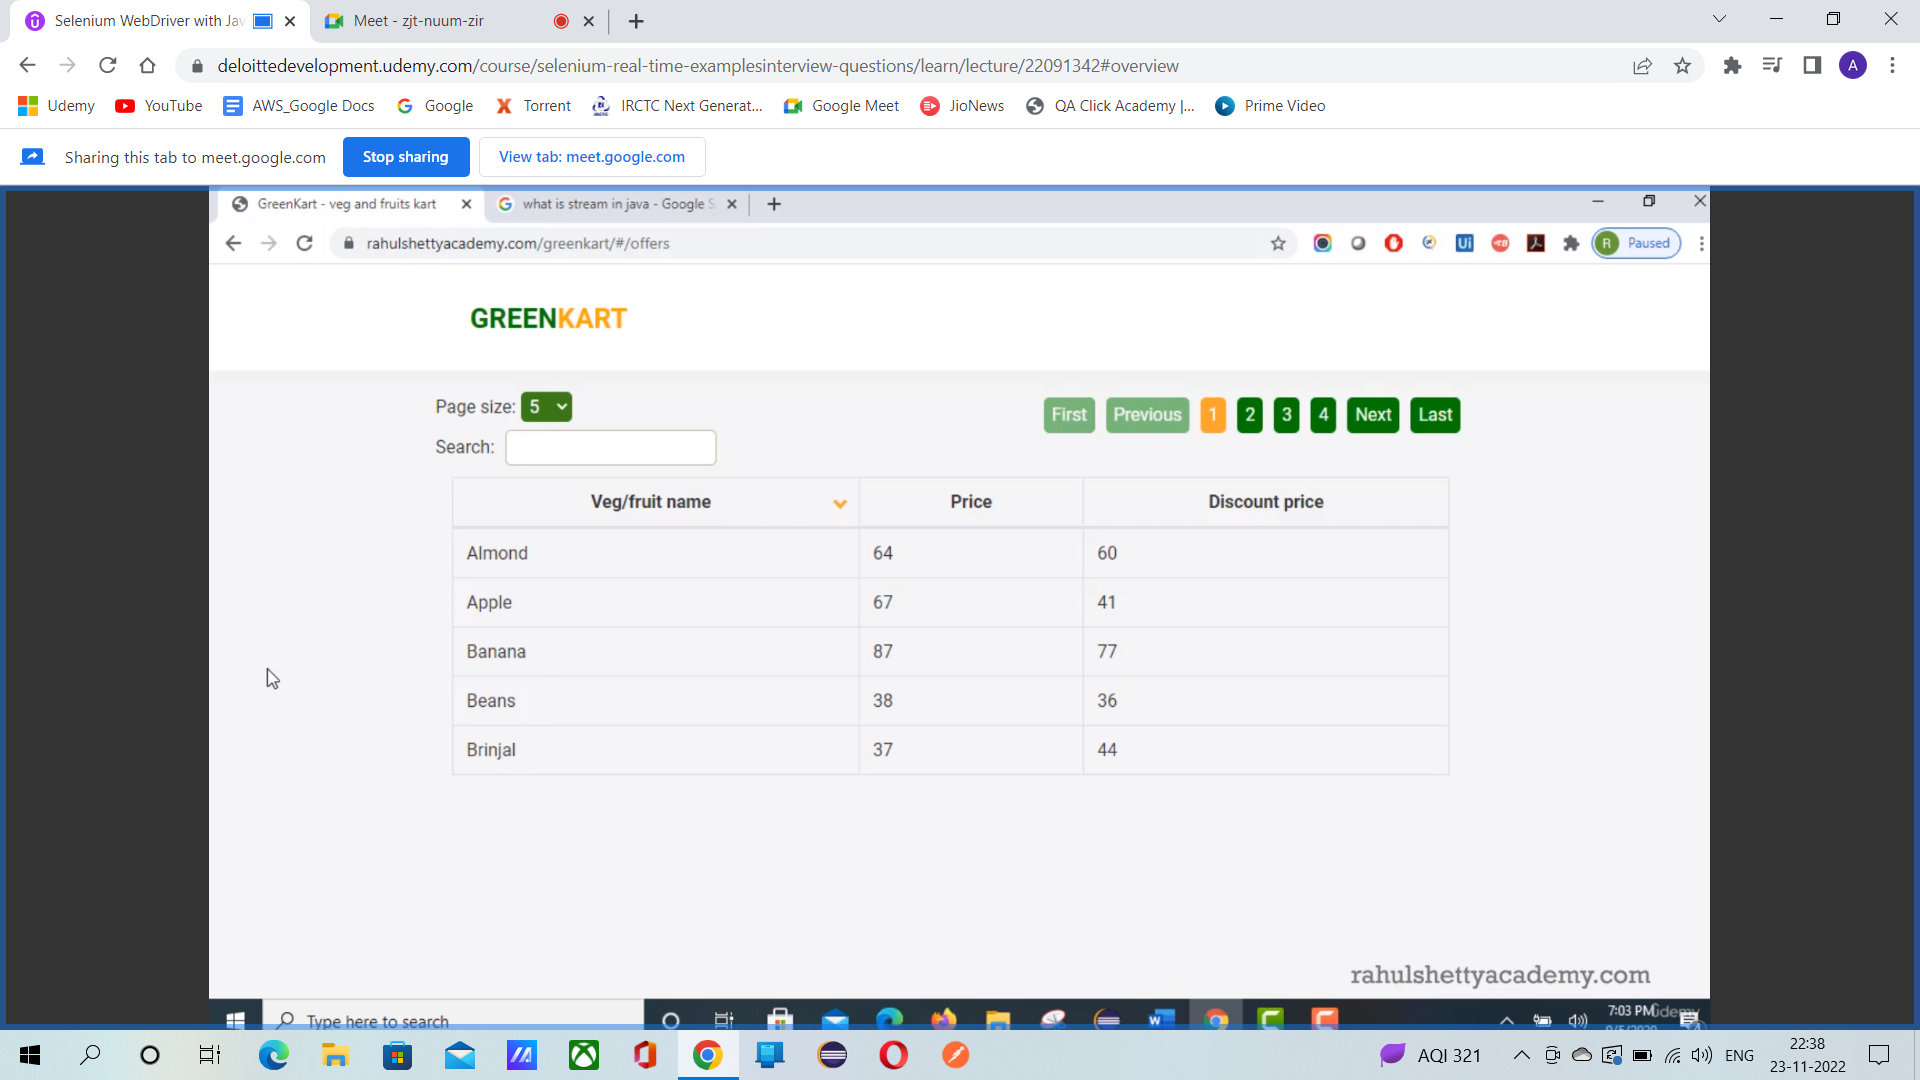 Selenium WebDriver with Jav
Meet - zjt-nuum-zir
deloittedevelopment.udemy.com/course/selenium-real-time-examplesinterview-questions/learn/lecture/22091342#overview
A
Udemy YouTube AWS_Google Docs Google Torrent IRCTC Next Generat... Google Meet JioNews QA Click Academy |... Prime Video
Sharing this tab to meet.google.com Stop sharing View tab: meet.google.com
GreenKart - veg and fruits kart what is stream in java - Google S
rahulshettyacademy.com/greenkart/#/offers R Paused
GREENKART
Page size: 5
First Previous 1 2 3 4 Next Last
Search:
Veg/fruit name Price Discount price
Almond 64 60
Apple 67 41
Banana 87 77
Beans 38 36
Brinjal 37 44
rahulshettyacademy.com
Type here to search
7:03 PM
AQI 321 ENG
22:38
23-11-2022